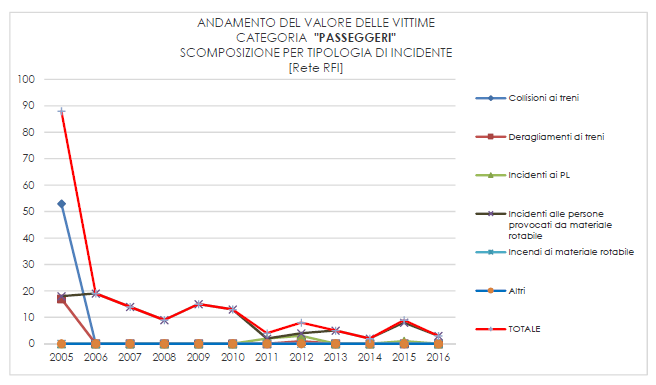 ANDAMENTO DEL VALORE DELLE VITTIME
CATEGORIA "PASSEGGERI"
SCOMPOSIZIONE PER TIPOLOGIA DI INCIDENTE
[Rete RFI]
100
90
80
70
60
50
40
30
20
10
0
2005 2006 2007 2008 2009 2010 2011 2012 2013 2014 2015 2016
Collisioni ai treni
Deragliamenti di treni
Incidenti ai PL
Incidenti alle persone
provocati da materiale
rotabile
Incendi di materiale rotabile
Altri
TOTALE